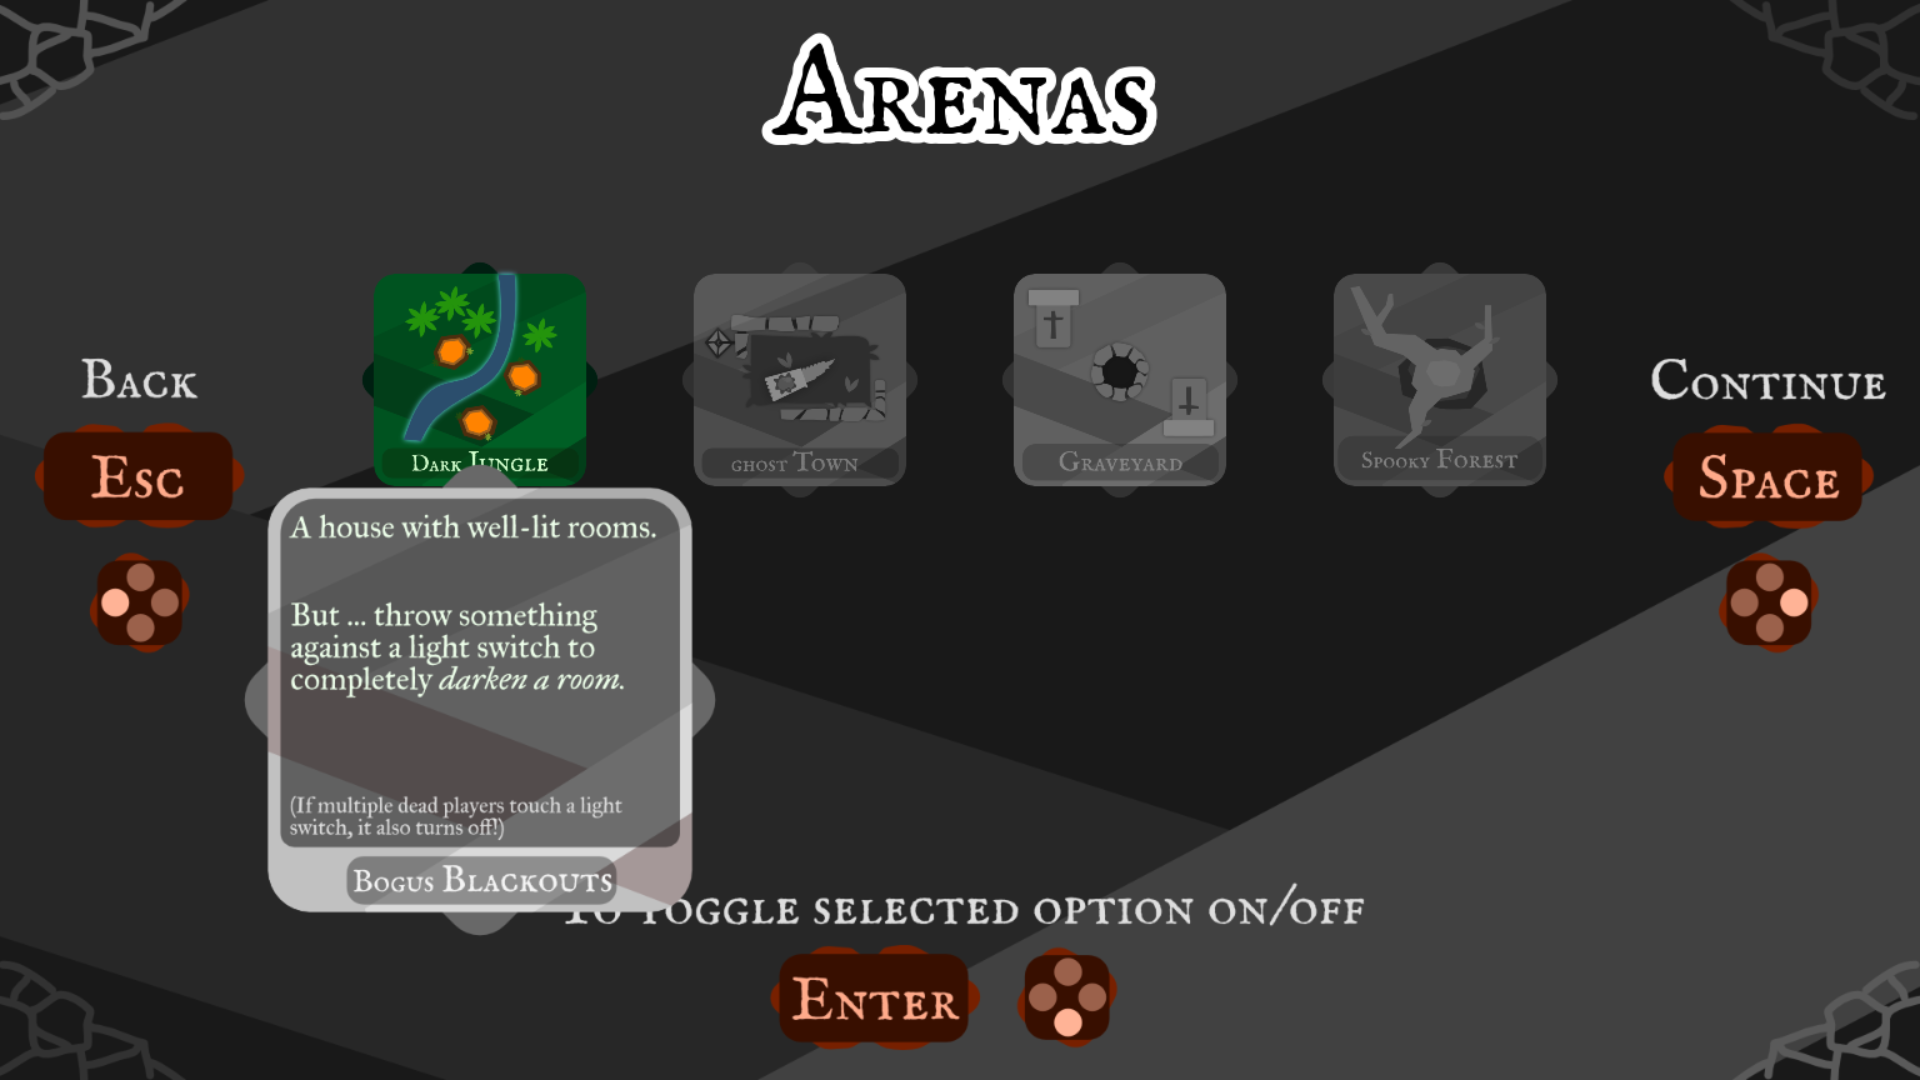 Arenas
Back
Esc
Continue
Space
Dark Jungle
ghost Town
Graveyard
Spooky Forest
A house with well-lit rooms.
But ... throw something
against a light switch to
completely darken a room.
(If multiple dead players touch a light
switch, it also turns off!)
Bogus Blackouts
To toggle selected option on/off
Enter